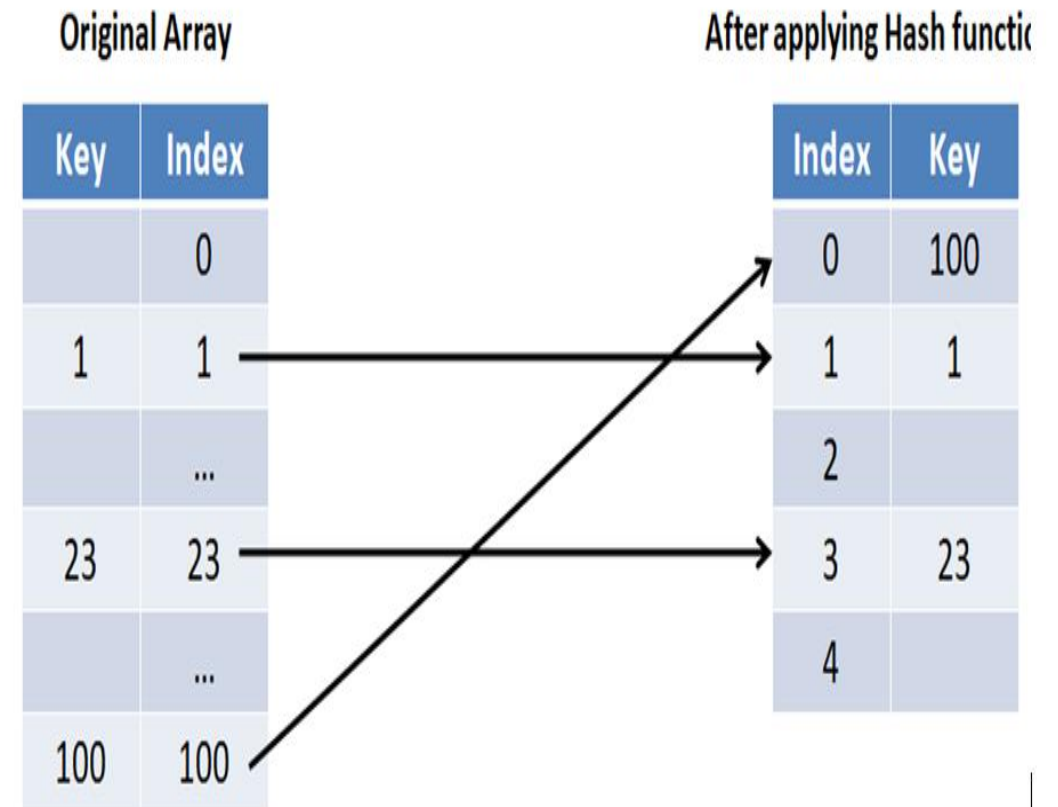 Original Array
After applying Hash functio
Key Index
0
1 1
...
23 23
...
100 100
Index Key
0 100
1 1
2
3 23
4